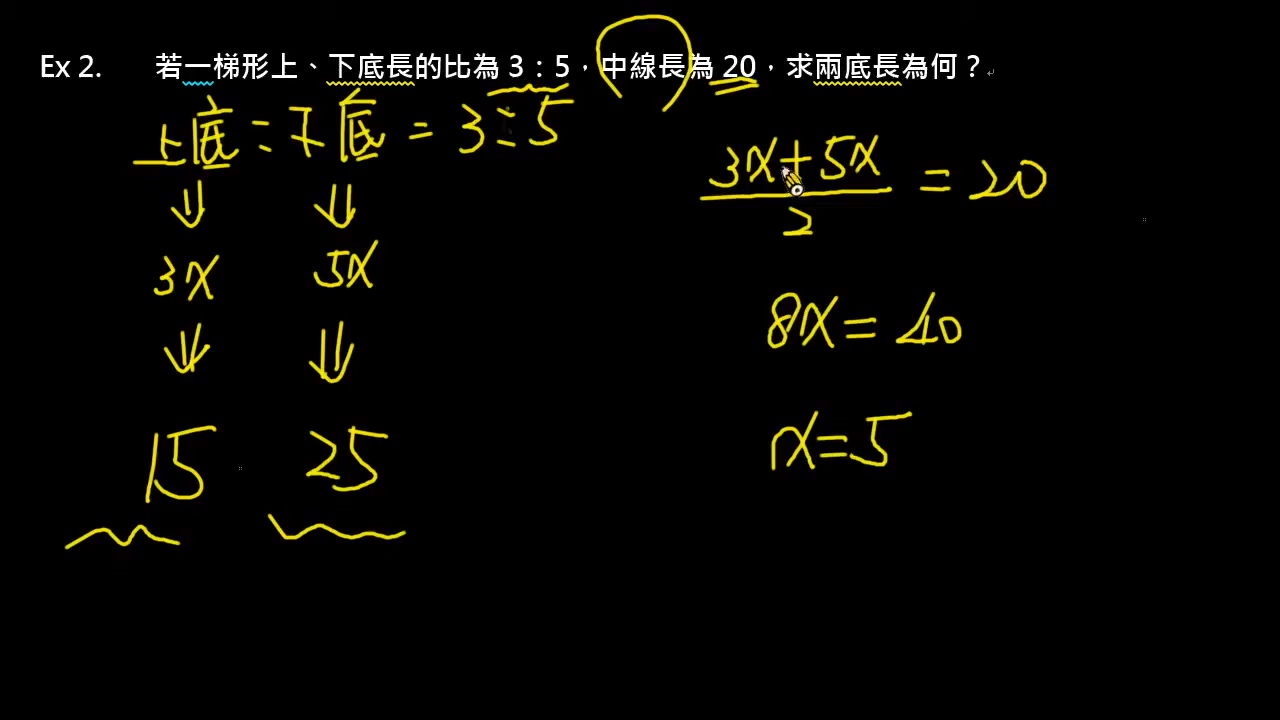 Ex 2. 若一梯形上、下底長的比為 3：5，中線長為 20，求兩底長為何？
上底：下底 = 3：5
3x 5x
15 25
(3x+5x)/2 = 20
8x = 40
x = 5